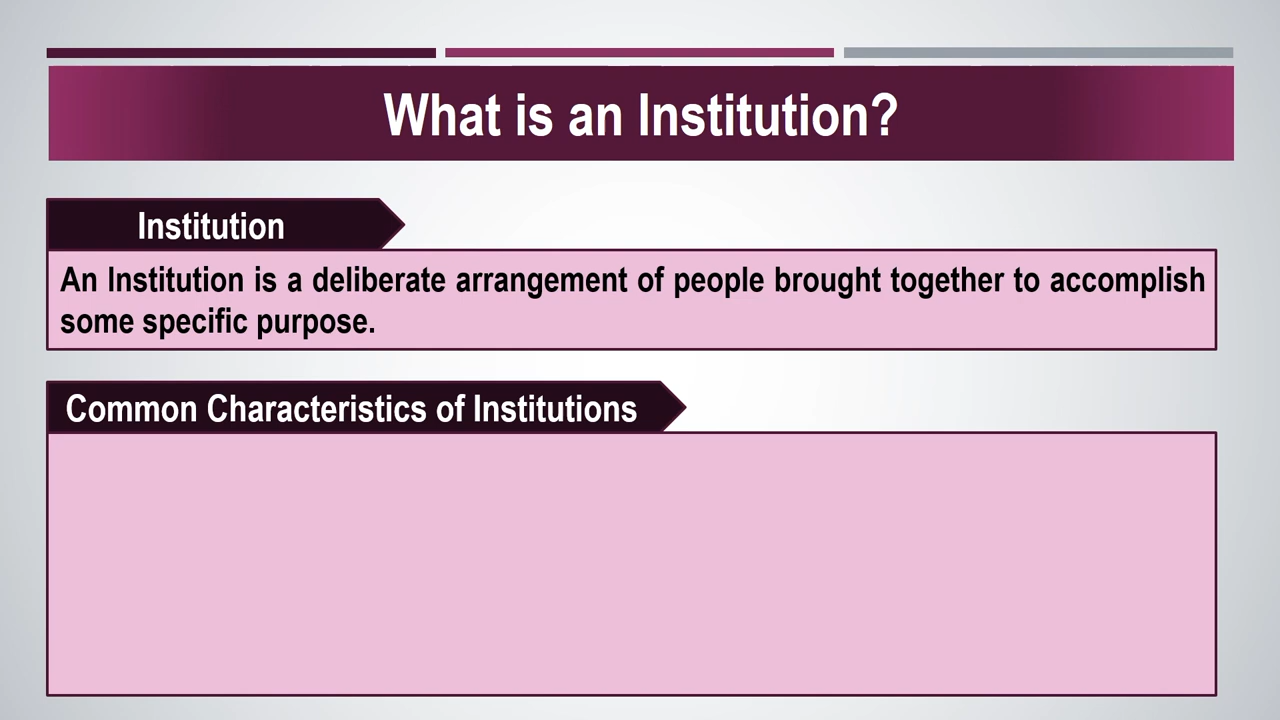 What is an Institution?
Institution
An Institution is a deliberate arrangement of people brought together to accomplish
some specific purpose.
Common Characteristics of Institutions